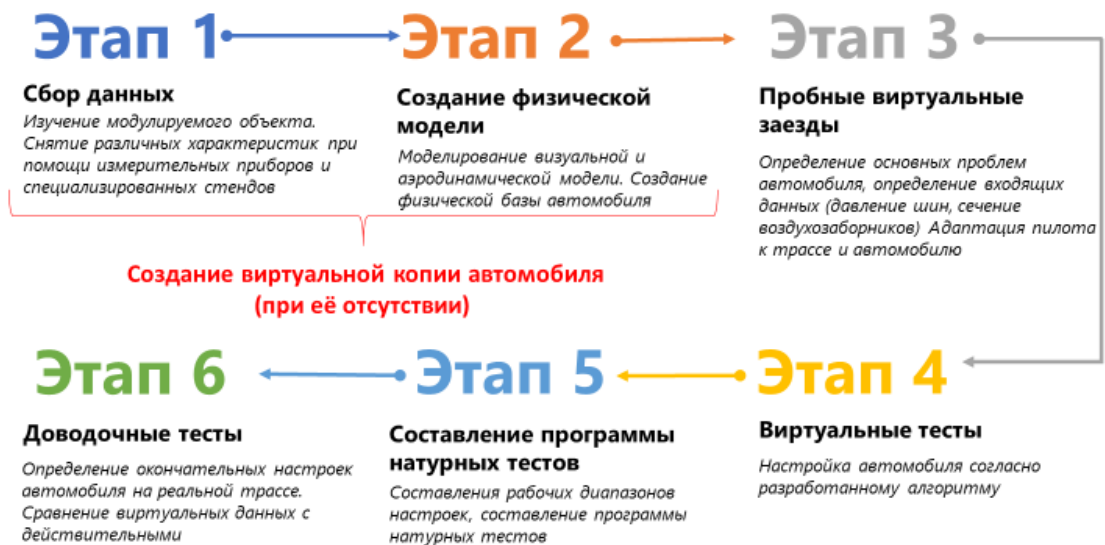 Этап 1
Этап 2
Этап 3
Сбор данных
Изучение модулируемого объекта.
Снятие различных характеристик при
помощи измерительных приборов и
специализированных стендов
Создание физической
модели
Моделирование визуальной и
аэродинамической модели. Создание
физической базы автомобиля
Пробные виртуальные
заезды
Определение основных проблем
автомобиля, определение входящих
данных (давление шин, сечение
воздухозаборников) Адаптация пилота
к трассе и автомобилю
Создание виртуальной копии автомобиля
(при её отсутствии)
Этап 6
Этап 5
Этап 4
Доводочные тесты
Определение окончательных настроек
автомобиля на реальной трассе.
Сравнение виртуальных данных с
действительными
Составление программы
натурных тестов
Составления рабочих диапазонов
настроек, составление программы
натурных тестов
Виртуальные тесты
Настройка автомобиля согласно
разработанному алгоритму